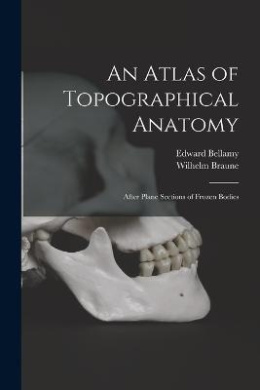 An Atlas of
Topographical
Anatomy
Edward Bellamy
Wilhelm Braune
After Plane Sections of Frozen Bodies